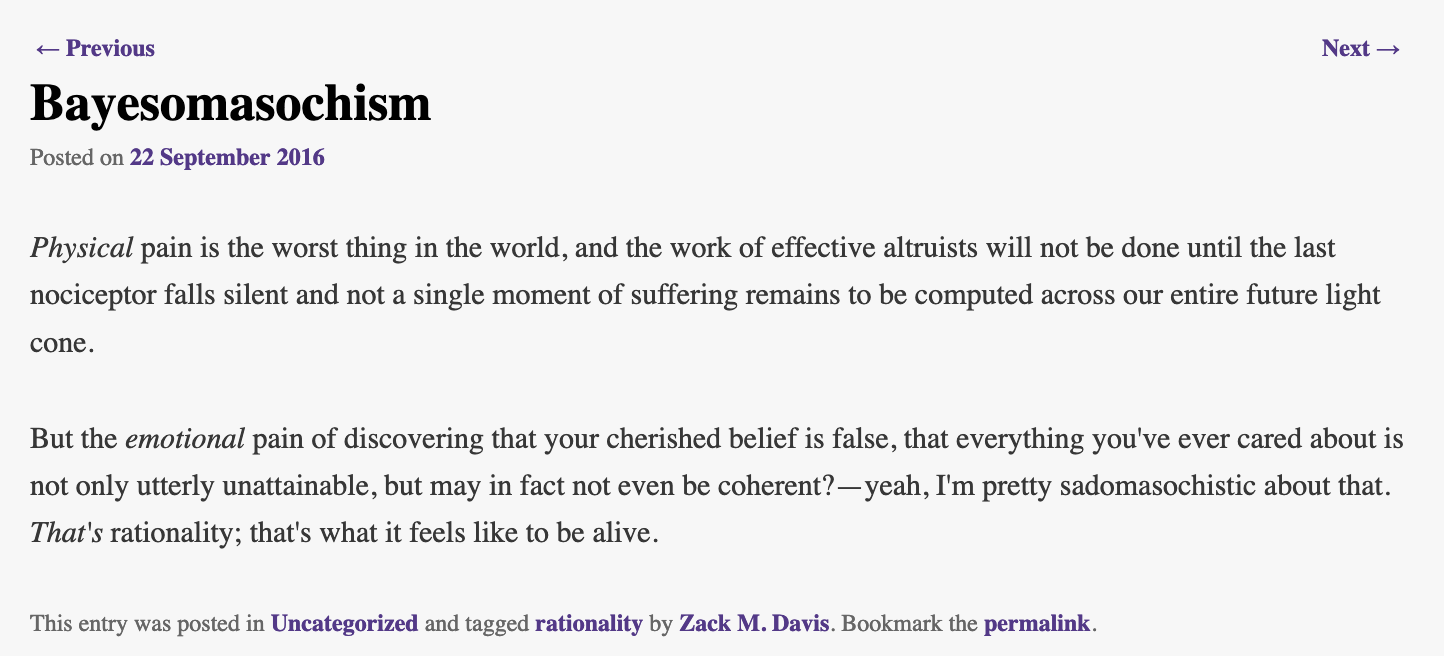 ← Previous
Next →
Bayesomasochism
Posted on 22 September 2016
Physical pain is the worst thing in the world, and the work of effective altruists will not be done until the last
nociceptor falls silent and not a single moment of suffering remains to be computed across our entire future light
cone.
But the emotional pain of discovering that your cherished belief is false, that everything you've ever cared about is
not only utterly unattainable, but may in fact not even be coherent?—yeah, I'm pretty sadomasochistic about that.
That's rationality; that's what it feels like to be alive.
This entry was posted in Uncategorized and tagged rationality by Zack M. Davis. Bookmark the permalink.